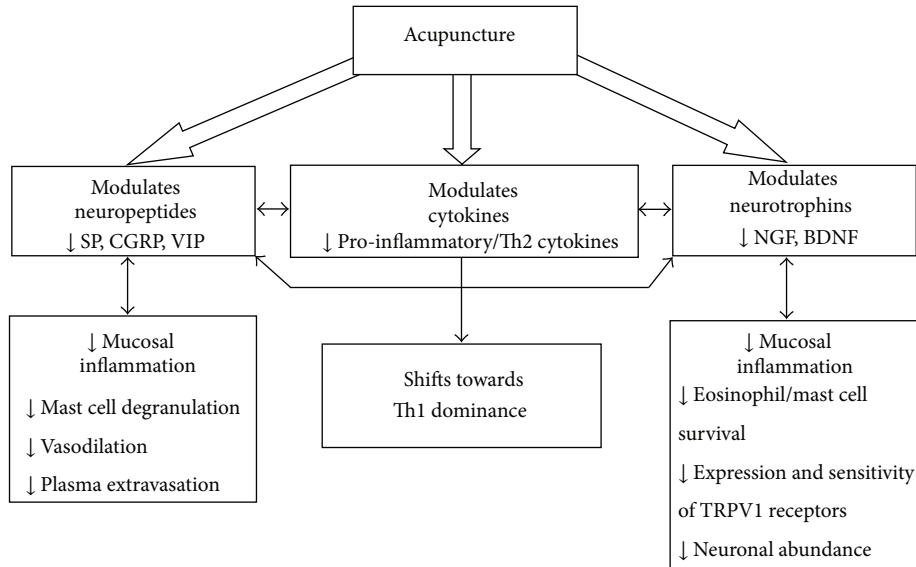 Acupuncture
Modulates
neuropeptides
↓ SP, CGRP, VIP
Modulates
cytokines
↓ Pro-inflammatory/Th2 cytokines
Modulates
neurotrophins
↓ NGF, BDNF
↓ Mucosal
inflammation
↓ Mast cell degranulation
↓ Vasodilation
↓ Plasma extravasation
Shifts towards
Th1 dominance
↓ Mucosal
inflammation
↓ Eosinophil/mast cell
survival
↓ Expression and sensitivity
of TRPV1 receptors
↓ Neuronal abundance